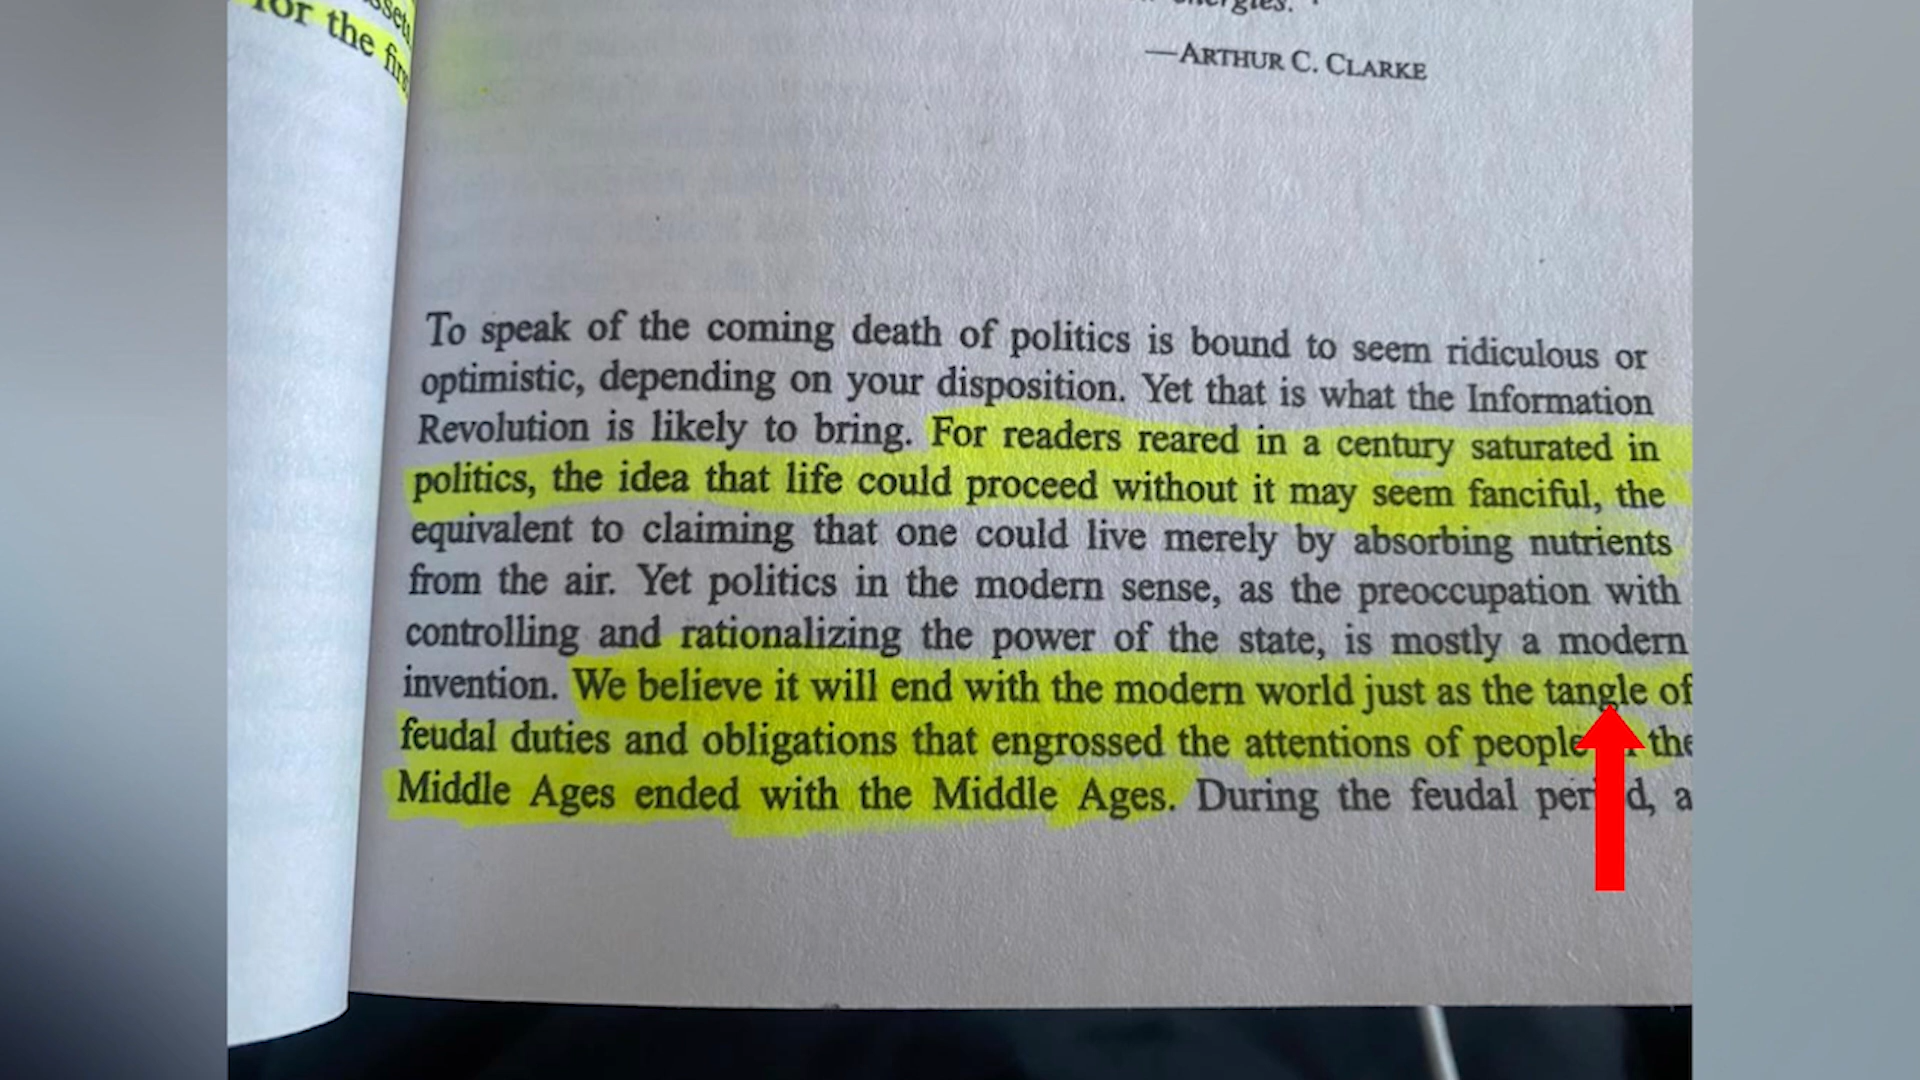 for the
energies."
—ARTHUR C. CLARKE
To speak of the coming death of politics is bound to seem ridiculous or
optimistic, depending on your disposition. Yet that is what the Information
Revolution is likely to bring. For readers reared in a century saturated in
politics, the idea that life could proceed without it may seem fanciful, the
equivalent to claiming that one could live merely by absorbing nutrients
from the air. Yet politics in the modern sense, as the preoccupation with
controlling and rationalizing the power of the state, is mostly a modern
invention. We believe it will end with the modern world just as the tangle of
feudal duties and obligations that engrossed the attentions of people the
Middle Ages ended with the Middle Ages. During the feudal a